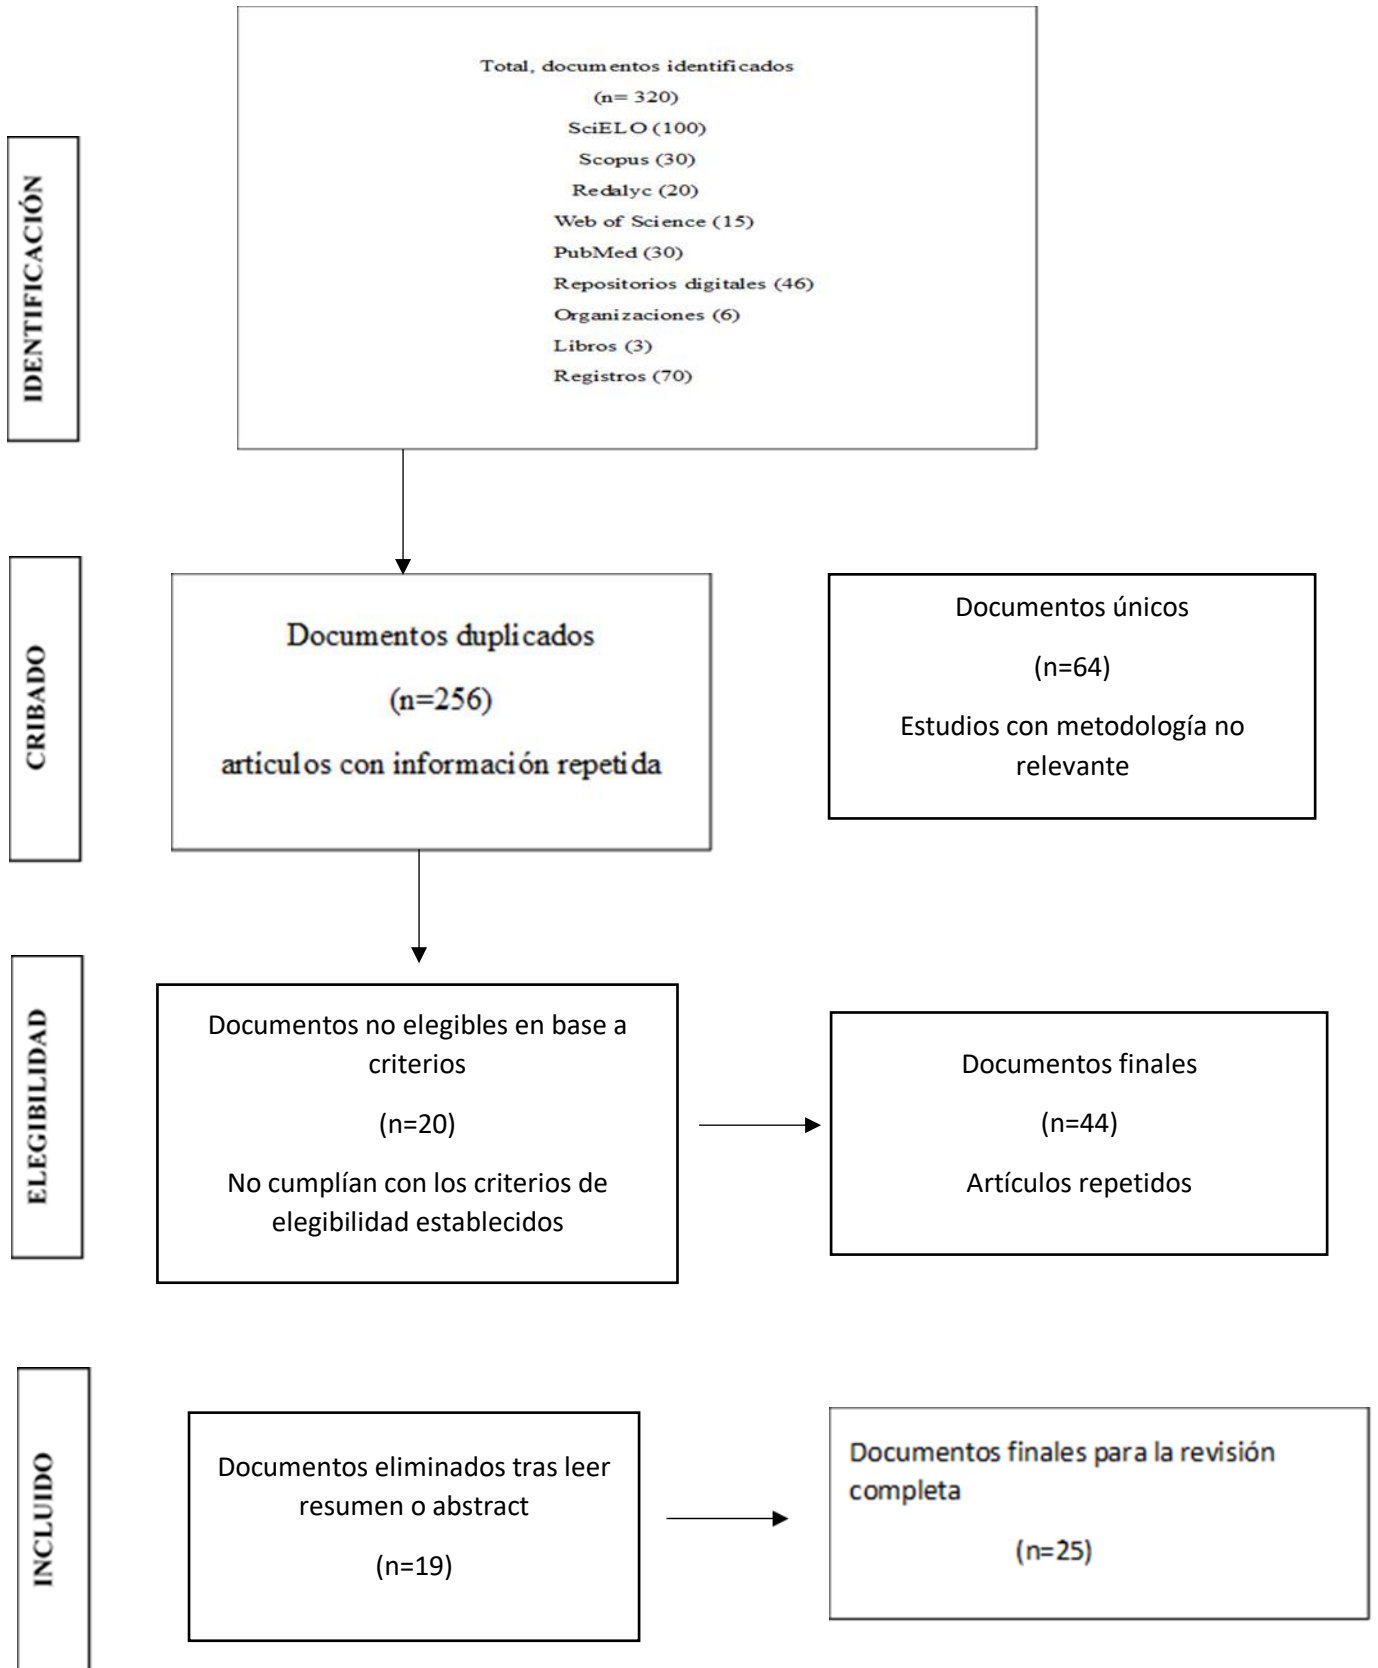 IDENTIFICACIÓN
Total, documentos identificados
(n= 320)
SciELO (100)
Scopus (30)
Redalyc (20)
Web of Science (15)
PubMed (30)
Repositorios digitales (46)
Organizaciones (6)
Libros (3)
Registros (70)
CRIBADO
Documentos duplicados
(n=256)
artículos con información repetida
Documentos únicos
(n=64)
Estudios con metodología no
relevante
ELEGIBILIDAD
Documentos no elegibles en base a
criterios
(n=20)
No cumplían con los criterios de
elegibilidad establecidos
Documentos finales
(n=44)
Artículos repetidos
INCLUIDO
Documentos eliminados tras leer
resumen o abstract
(n=19)
Documentos finales para la revisión
completa
(n=25)